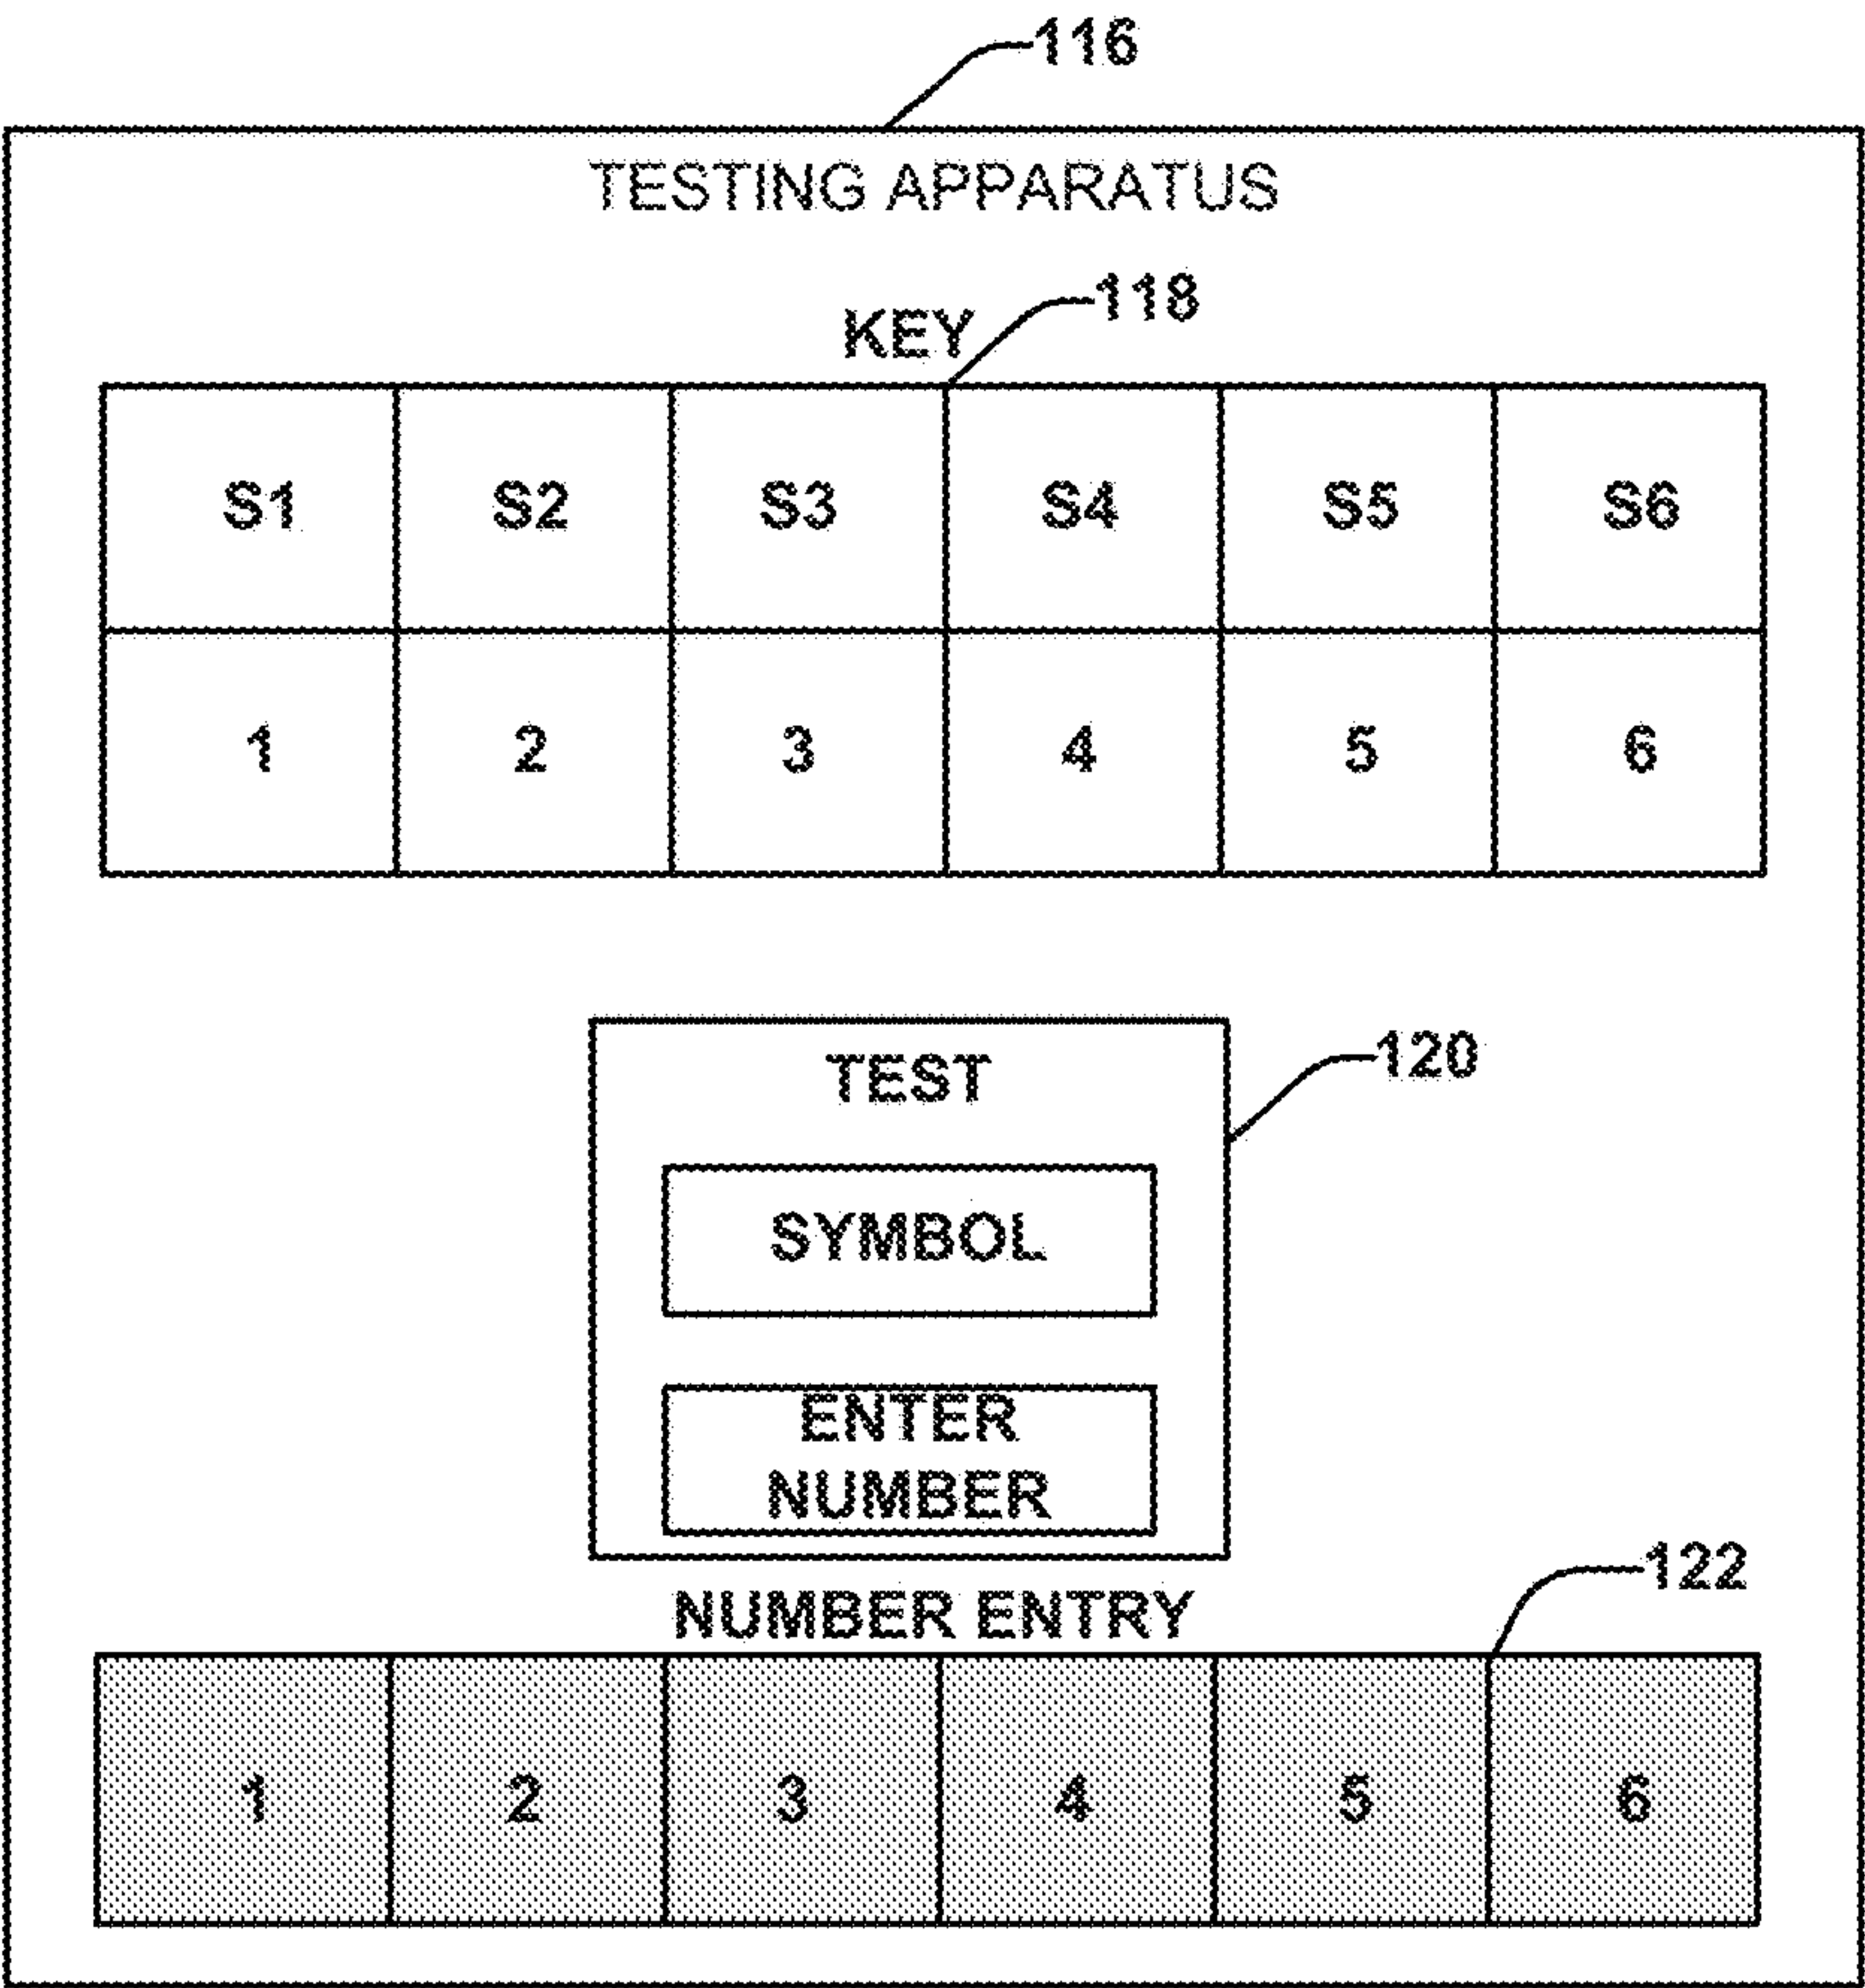 116
TESTING APPARATUS
KEY
118
S1 S2 S3 S4 S5 S6
1 2 3 4 5 6
TEST
120
SYMBOL
ENTER
NUMBER
122
NUMBER ENTRY
1 2 3 4 5 6